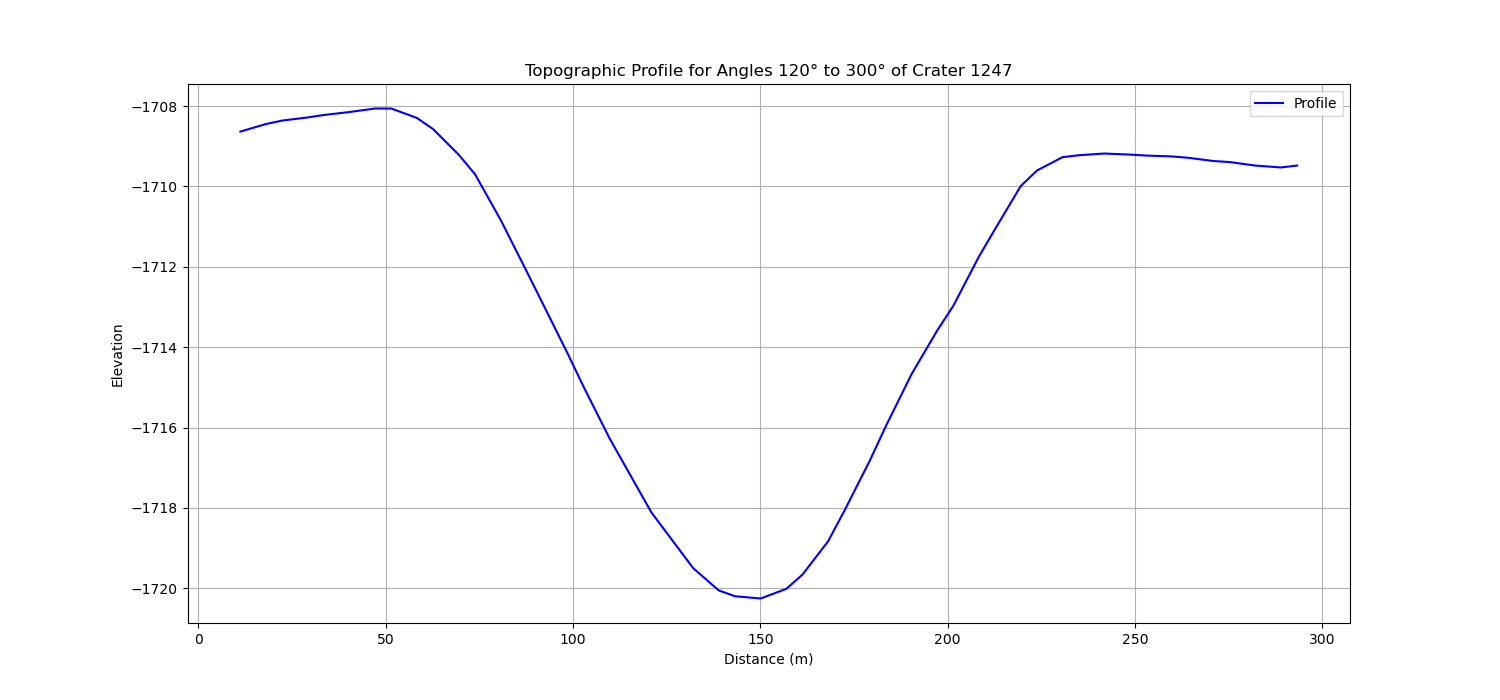 Topographic Profile for Angles 120° to 300° of Crater 1247
Profile
−1708
−1710
−1712
−1714
−1716
−1718
−1720
Elevation
0 50 100 150 200 250 300
Distance (m)